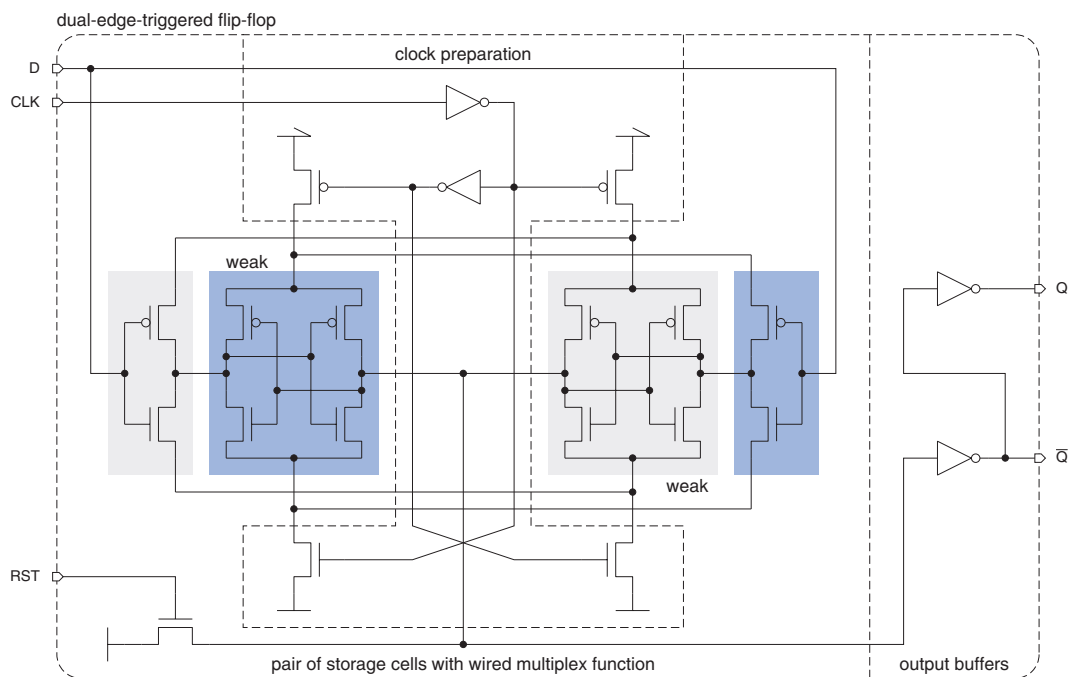 dual-edge-triggered flip-flop
clock preparation
D
CLK
weak
Q
weak
Q̅
RST
pair of storage cells with wired multiplex function
output buffers